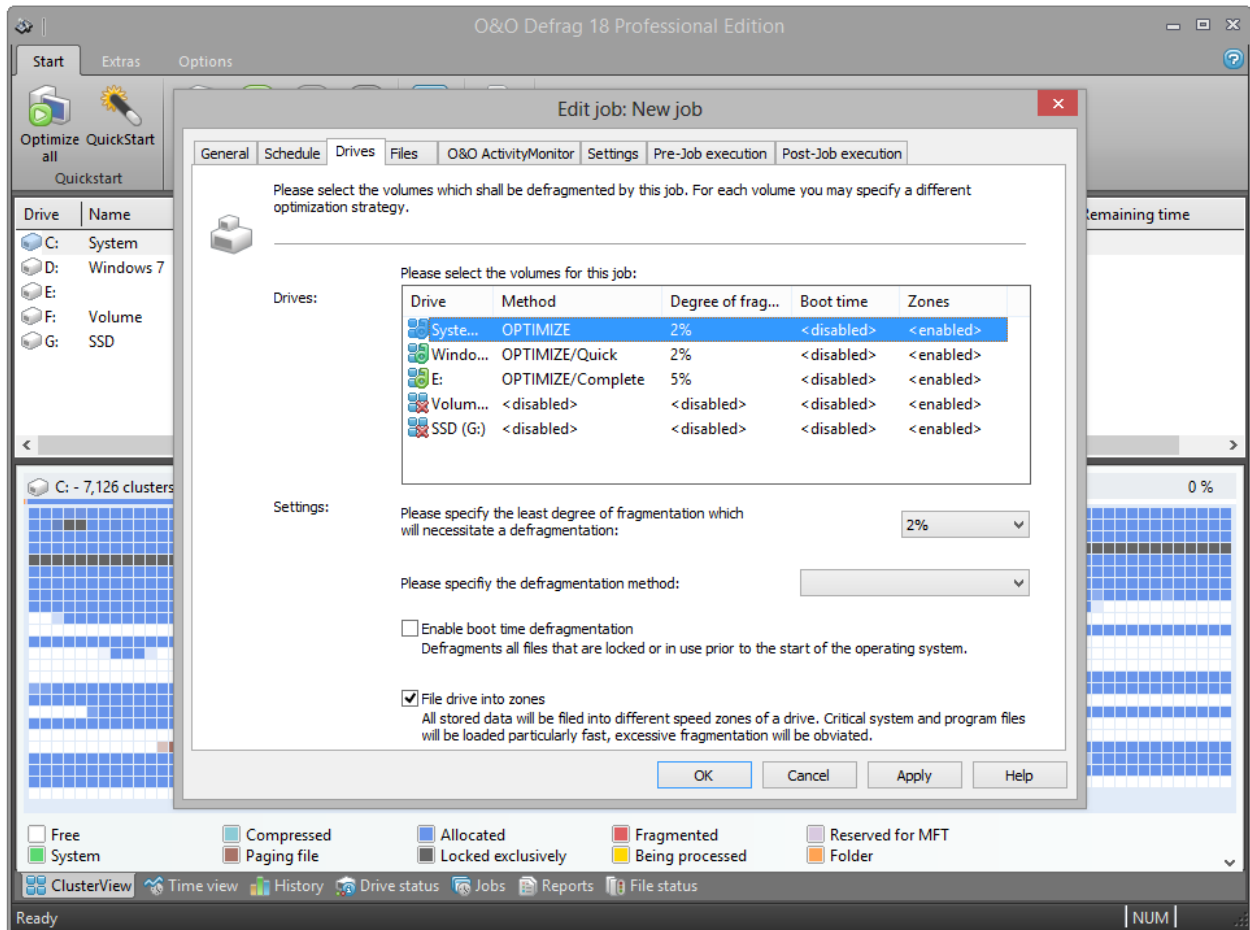 O&O Defrag 18 Professional Edition
Start Extras Options
Optimize all
QuickStart
Quickstart
Edit job: New job
General Schedule Drives Files O&O ActivityMonitor Settings Pre-Job execution Post-Job execution
Please select the volumes which shall be defragmented by this job. For each volume you may specify a different
optimization strategy.
Drive Name
C: System
D: Windows 7
E:
F: Volume
G: SSD
Remaining time
Please select the volumes for this job:
Drives:
Drive Method Degree of frag... Boot time Zones
Syste... OPTIMIZE 2% <disabled> <enabled>
Windo... OPTIMIZE/Quick 2% <disabled> <enabled>
E: OPTIMIZE/Complete 5% <disabled> <enabled>
Volum... <disabled> <disabled> <disabled> <enabled>
SSD (G:) <disabled> <disabled> <disabled> <enabled>
C: - 7,126 clusters
0 %
Settings:
Please specify the least degree of fragmentation which
will necessitate a defragmentation:
2%
Please specify the defragmentation method:
Enable boot time defragmentation
Defragments all files that are locked or in use prior to the start of the operating system.
File drive into zones
All stored data will be filed into different speed zones of a drive. Critical system and program files
will be loaded particularly fast, excessive fragmentation will be obviated.
OK Cancel Apply Help
Free Compressed Allocated Fragmented Reserved for MFT
System Paging file Locked exclusively Being processed Folder
ClusterView Time view History Drive status Jobs Reports File status
Ready NUM